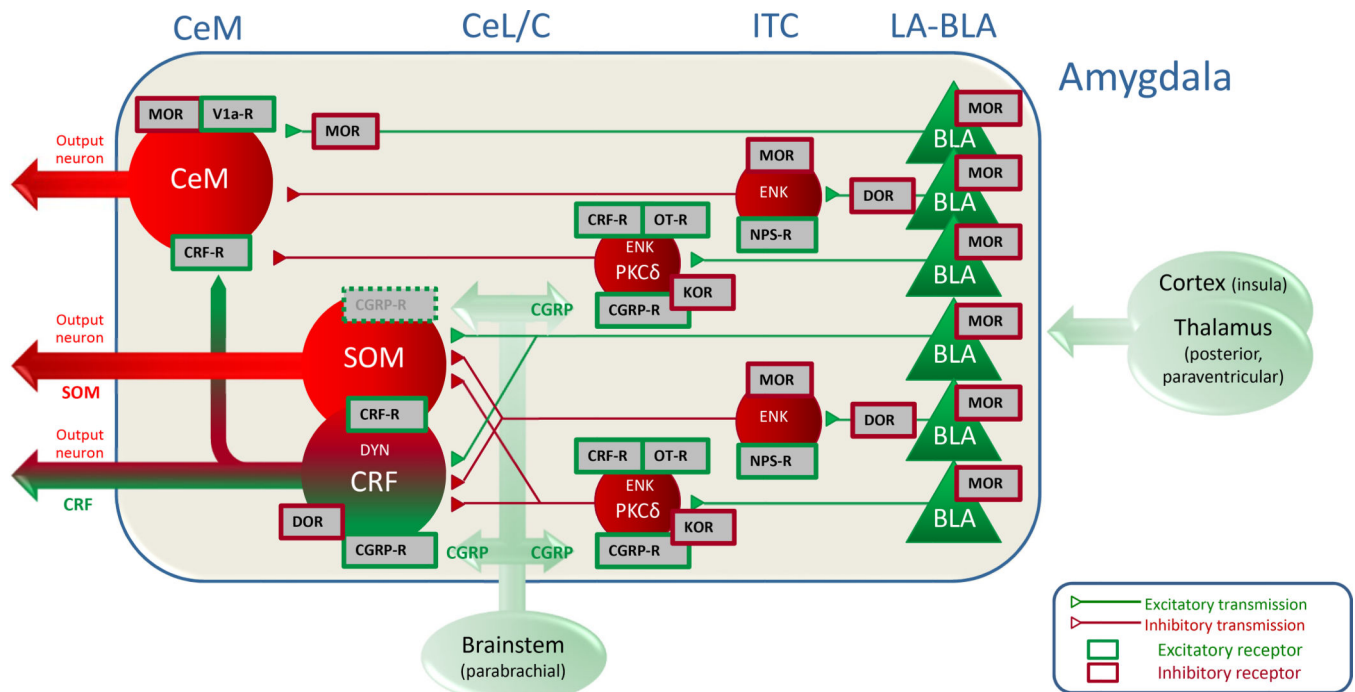 CeM
CeL/C
ITC
LA-BLA
Amygdala
MOR
V1a-R
MOR
MOR
BLA
Output
neuron
CeM
MOR
ENK
DOR
MOR
BLA
CRF-R
OT-R
NPS-R
MOR
BLA
CRF-R
ENK
PKCδ
KOR
CGRP-R
CGRP-R
CGRP
Cortex (insula)
Thalamus
(posterior,
paraventricular)
Output
neuron
SOM
SOM
MOR
BLA
CRF-R
MOR
ENK
DOR
MOR
BLA
Output
neuron
DYN
CRF
CRF
CRF-R
OT-R
NPS-R
ENK
PKCδ
KOR
CGRP-R
MOR
BLA
DOR
CGRP-R
CGRP
CGRP
Brainstem
(parabrachial)
Excitatory transmission
Inhibitory transmission
Excitatory receptor
Inhibitory receptor